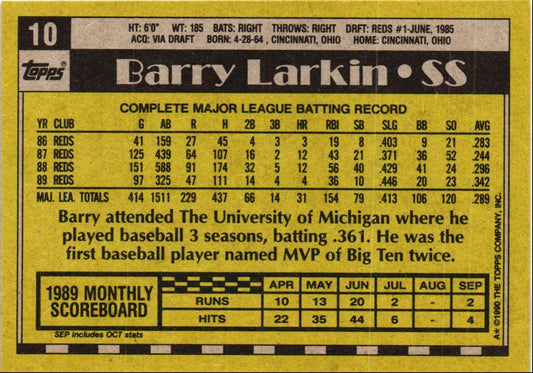 10
HT: 6'0" WT: 185 BATS: RIGHT THROWS: RIGHT DRFT: REDS #1-JUNE, 1985
ACQ: VIA DRAFT BORN: 4-28-64, CINCINNATI, OHIO HOME: CINCINNATI, OHIO
Topps® Barry Larkin • SS
COMPLETE MAJOR LEAGUE BATTING RECORD
YR CLUB G AB R H 2B 3B HR RBI SB SLG BB SO AVG
86 REDS 41 159 27 45 4 3 3 19 8 .403 9 21 .283
87 REDS 125 439 64 107 16 2 12 43 21 .371 36 52 .244
88 REDS 151 588 91 174 32 5 12 56 40 .429 41 24 .296
89 REDS 97 325 47 111 14 4 4 36 10 .446 20 23 .342
MAJ. LEA. TOTALS 414 1511 229 437 66 14 31 154 79 .413 106 120 .289
Barry attended The University of Michigan where he
played baseball 3 seasons, batting .361. He was the
first baseball player named MVP of Big Ten twice.
1989 MONTHLY SCOREBOARD
APR MAY JUN JUL AUG SEP
RUNS 10 13 20 2 - 2
HITS 22 35 44 6 - 4
SEP includes OCT stats
A* ©1990 THE TOPPS COMPANY, INC.